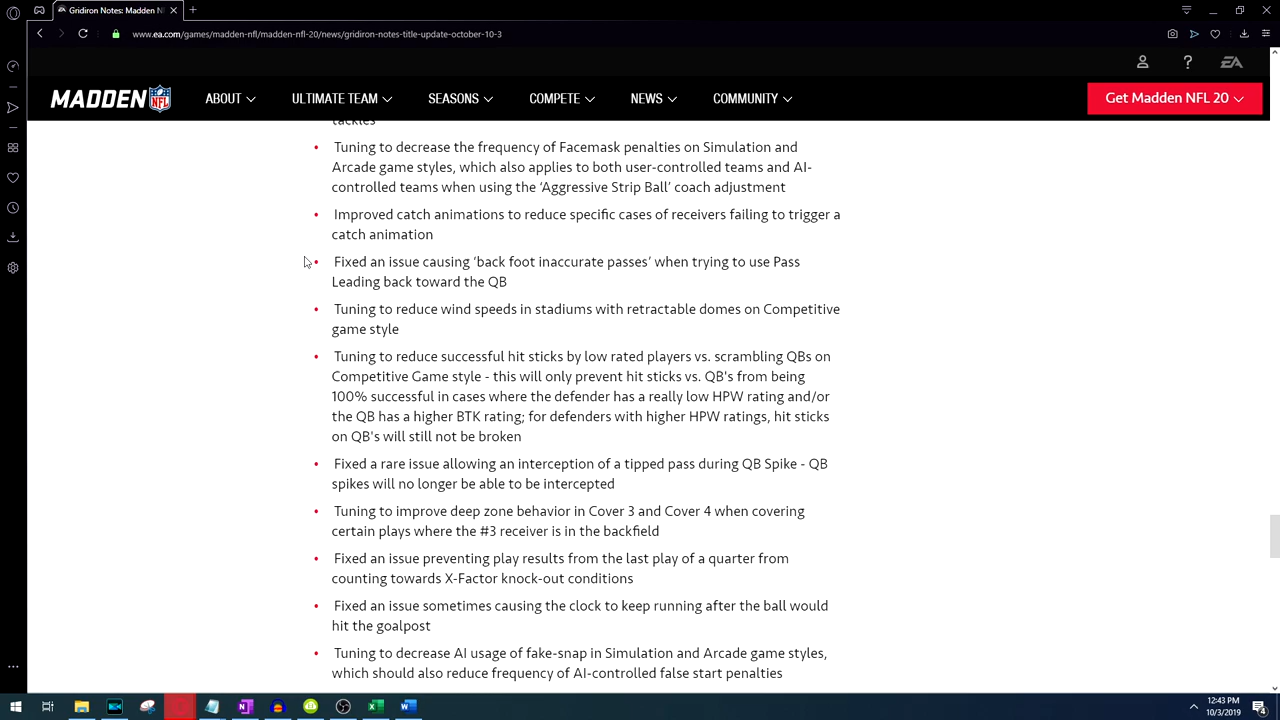 Gridiron Notes: Madden NFL
www.ea.com/games/madden-nfl/madden-nfl-20/news/gridiron-notes-title-update-october-10-3
EA
MADDEN NFL
ABOUT
ULTIMATE TEAM
SEASONS
COMPETE
NEWS
COMMUNITY
Get Madden NFL 20
tackles
• Tuning to decrease the frequency of Facemask penalties on Simulation and
Arcade game styles, which also applies to both user-controlled teams and AI-
controlled teams when using the ‘Aggressive Strip Ball’ coach adjustment
• Improved catch animations to reduce specific cases of receivers failing to trigger a
catch animation
• Fixed an issue causing ‘back foot inaccurate passes’ when trying to use Pass
Leading back toward the QB
• Tuning to reduce wind speeds in stadiums with retractable domes on Competitive
game style
• Tuning to reduce successful hit sticks by low rated players vs. scrambling QBs on
Competitive Game style - this will only prevent hit sticks vs. QB's from being
100% successful in cases where the defender has a really low HPW rating and/or
the QB has a higher BTK rating; for defenders with higher HPW ratings, hit sticks
on QB's will still not be broken
• Fixed a rare issue allowing an interception of a tipped pass during QB Spike - QB
spikes will no longer be able to be intercepted
• Tuning to improve deep zone behavior in Cover 3 and Cover 4 when covering
certain plays where the #3 receiver is in the backfield
• Fixed an issue preventing play results from the last play of a quarter from
counting towards X-Factor knock-out conditions
• Fixed an issue sometimes causing the clock to keep running after the ball would
hit the goalpost
• Tuning to decrease AI usage of fake-snap in Simulation and Arcade game styles,
which should also reduce frequency of AI-controlled false start penalties
12:43 PM
10/3/2019
4